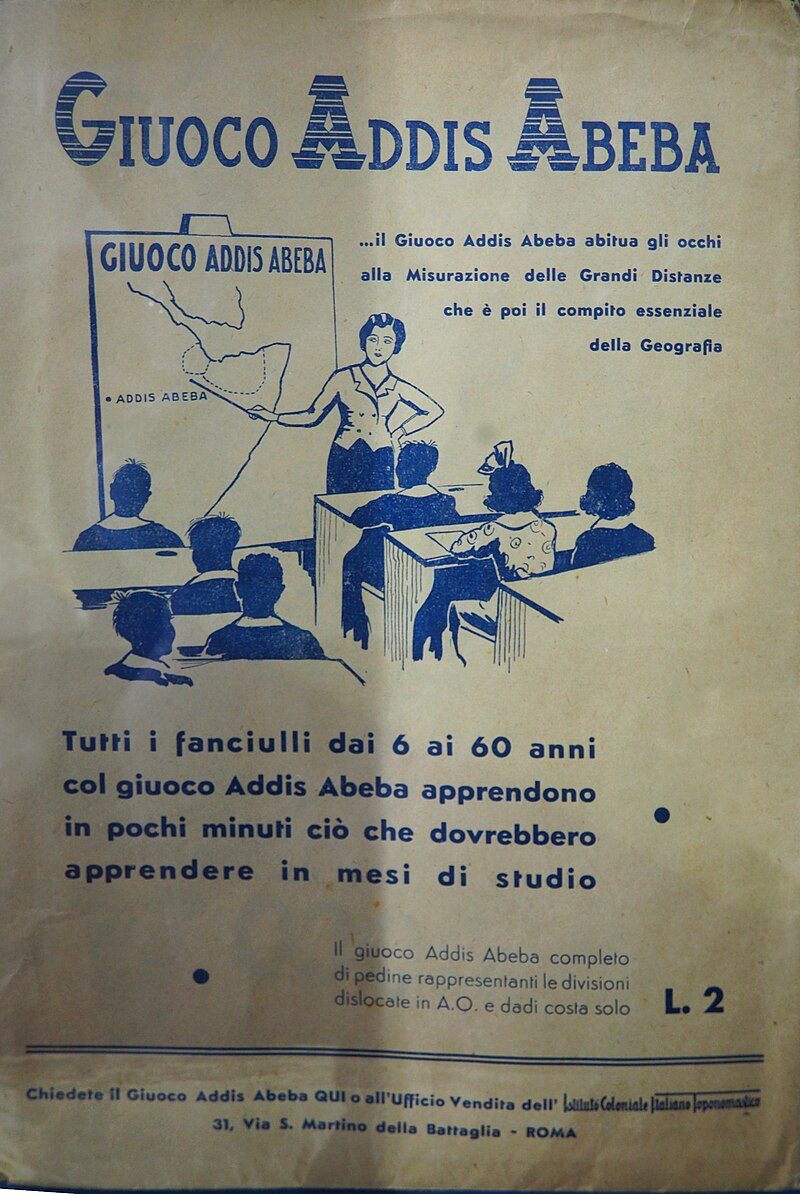 GIUOCO ADDIS ABEBA
GIUOCO ADDIS ABEBA
• ADDIS ABEBA
...il Giuoco Addis Abeba abitua gli occhi
alla Misurazione delle Grandi Distanze
che è poi il compito essenziale
della Geografia
Tutti i fanciulli dai 6 ai 60 anni
col giuoco Addis Abeba apprendono
in pochi minuti ciò che dovrebbero
apprendere in mesi di studio
Il giuoco Addis Abeba completo
di pedine rappresentanti le divisioni
dislocate in A.O. e dadi costa solo
L. 2
Chiedete il Giuoco Addis Abeba QUI o all'Ufficio Vendita dell' Istituto Coloniale Italiano Toponomastico
31, Via S. Martino della Battaglia - ROMA